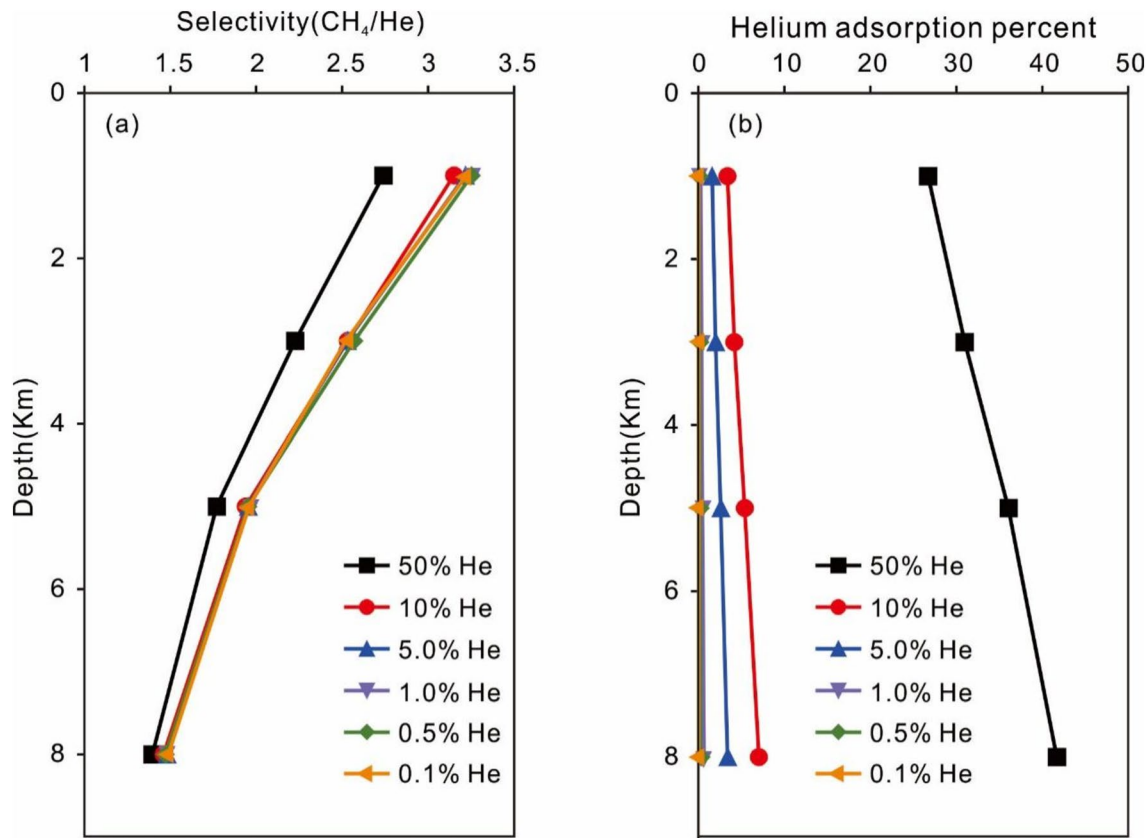 Selectivity(CH₄/He)
1 1.5 2 2.5 3 3.5
0
2
4
6
8
Depth(Km)
(a)
50% He
10% He
5.0% He
1.0% He
0.5% He
0.1% He
Helium adsorption percent
0 10 20 30 40 50
0
2
4
6
8
Depth(Km)
(b)
50% He
10% He
5.0% He
1.0% He
0.5% He
0.1% He